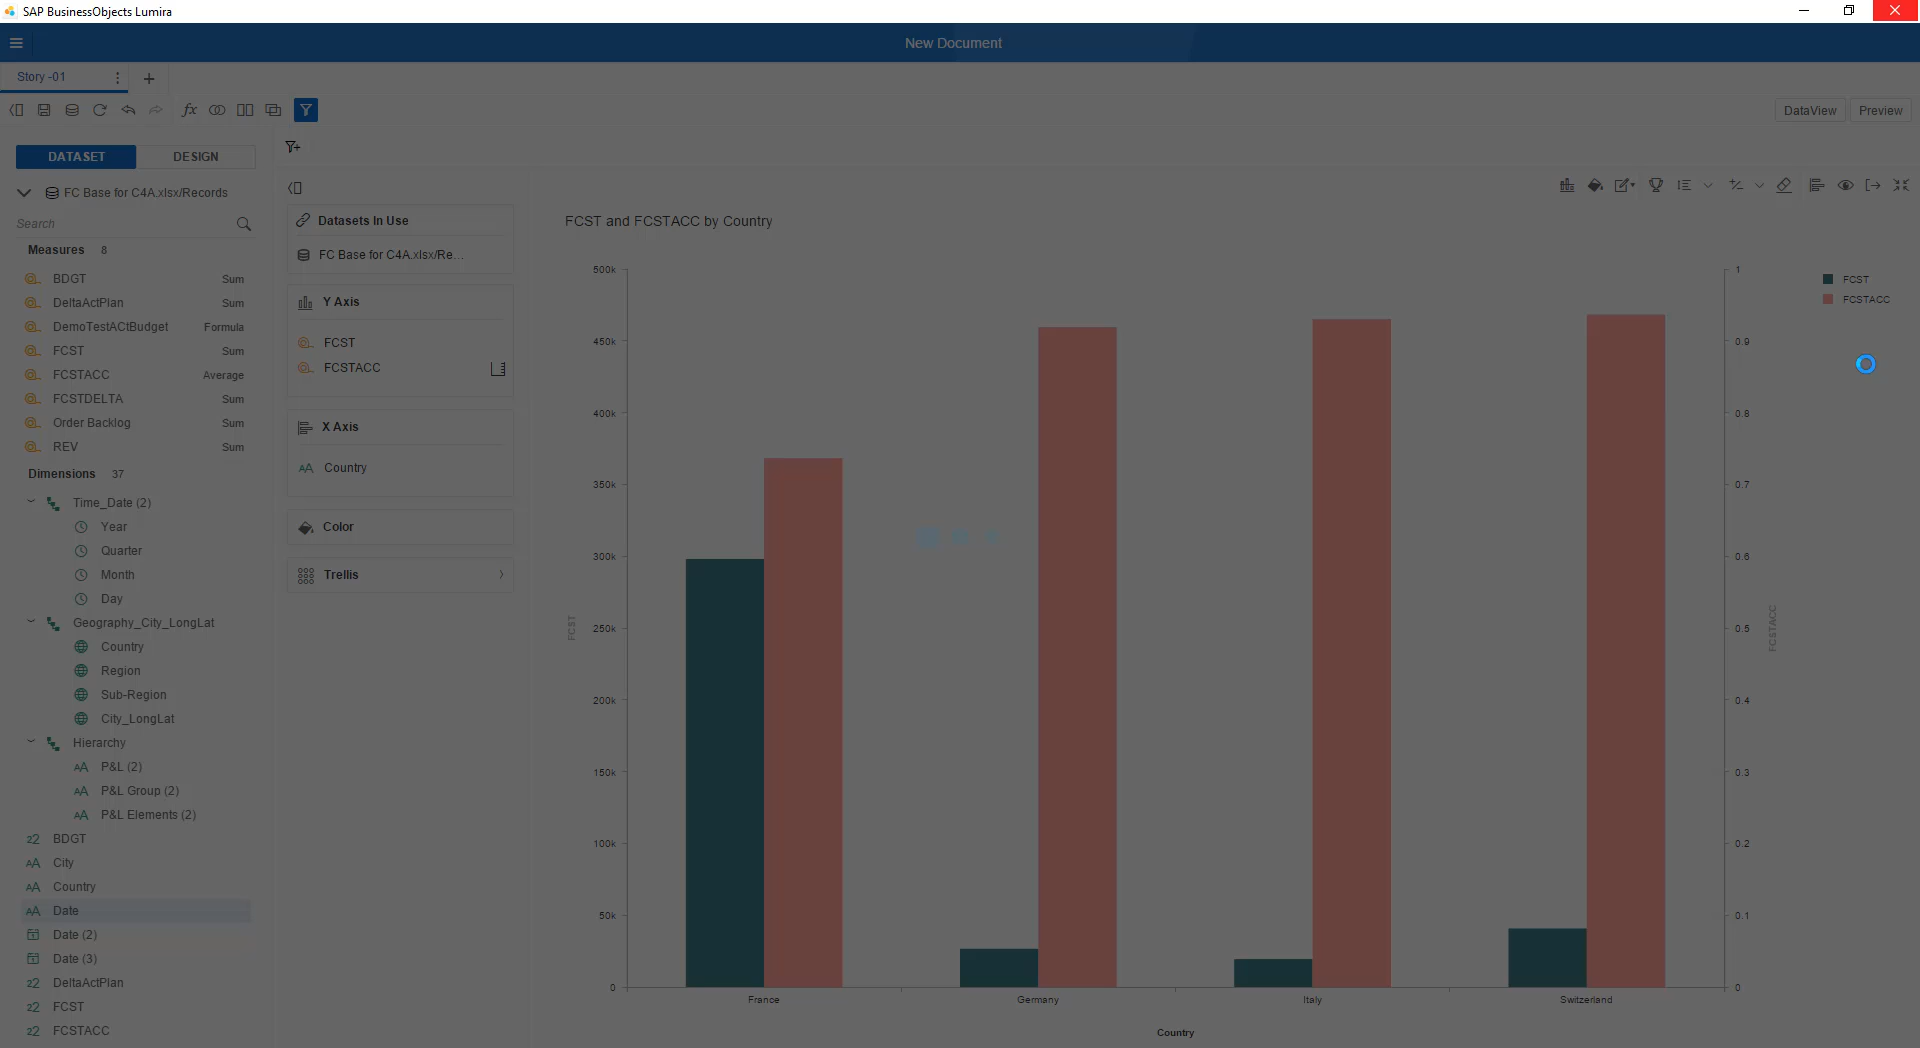 SAP BusinessObjects Lumira
New Document
Story -01
fx
DataView
Preview
DATASET
DESIGN
FC Base for C4A.xlsx/Records
Search
Measures 8
BDGT Sum
DeltaActPlan Sum
DemoTestACtBudget Formula
FCST Sum
FCSTACC Average
FCSTDELTA Sum
Order Backlog Sum
REV Sum
Dimensions 37
Time_Date (2)
Year
Quarter
Month
Day
Geography_City_LongLat
Country
Region
Sub-Region
City_LongLat
Hierarchy
P&L (2)
P&L Group (2)
P&L Elements (2)
BDGT
City
Country
Date
Date (2)
Date (3)
DeltaActPlan
FCST
FCSTACC
Datasets In Use
FC Base for C4A.xlsx/Re...
Y Axis
FCST
FCSTACC
X Axis
Country
Color
Trellis
FCST and FCSTACC by Country
500k
450k
400k
350k
300k
250k
200k
150k
100k
50k
0
FCST
France
Germany
Italy
Switzerland
Country
1
0.9
0.8
0.7
0.6
0.5
0.4
0.3
0.2
0.1
0
FCSTACC
FCST
FCSTACC